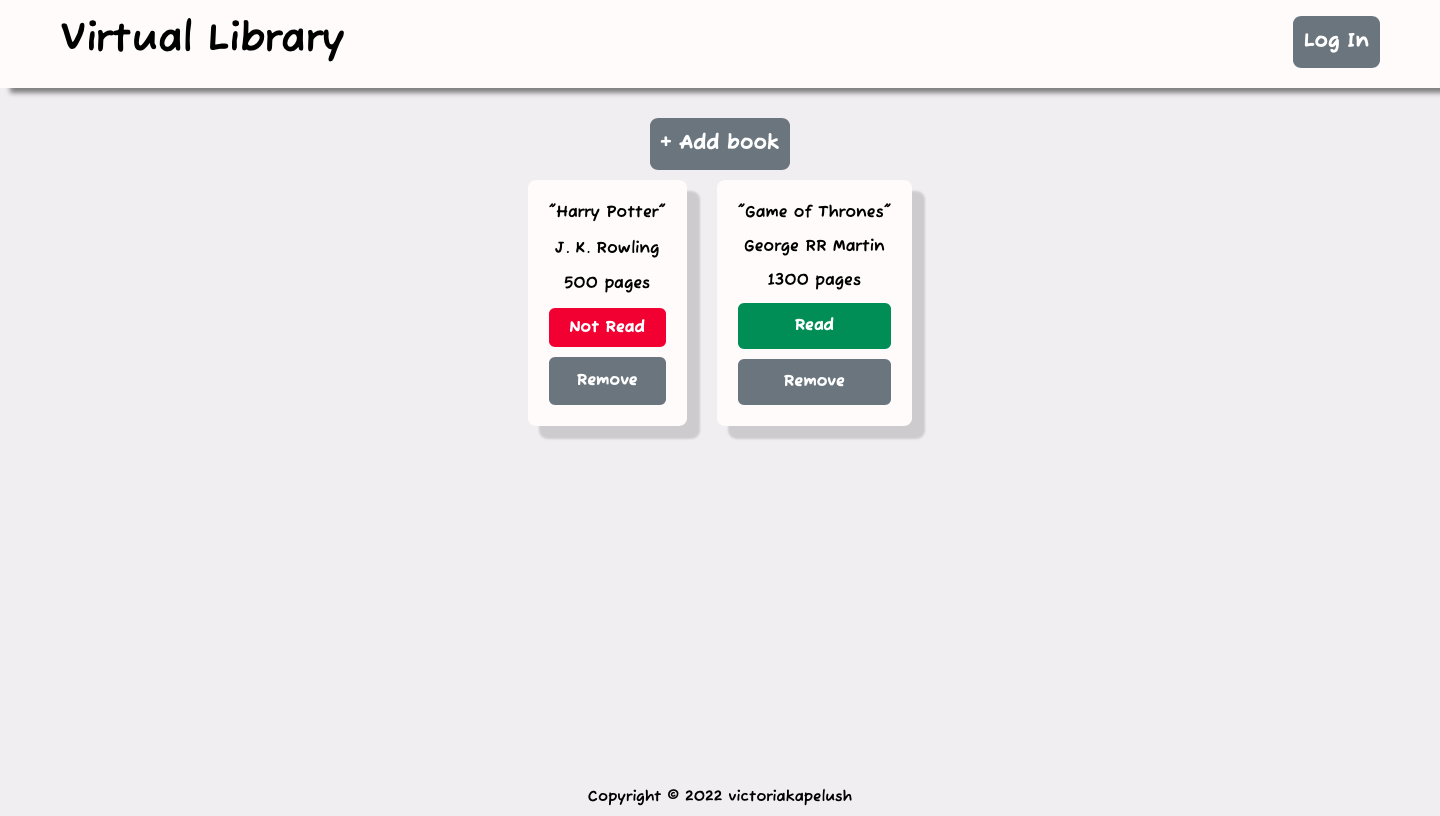 Virtual Library
Log In
+ Add book
"Harry Potter"
J. K. Rowling
500 pages
Not Read
Remove
"Game of Thrones"
George RR Martin
1300 pages
Read
Remove
Copyright © 2022 victoriakapelush